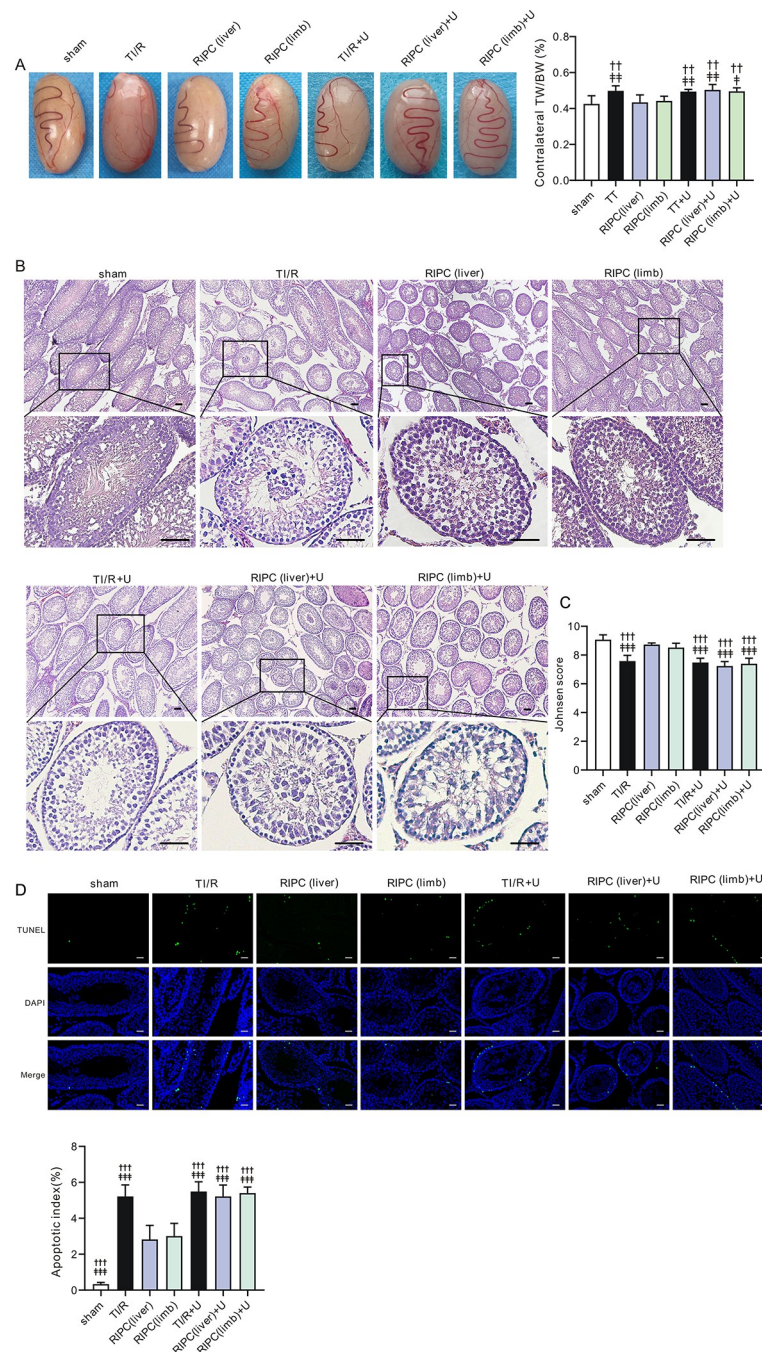 A
sham
TI/R
RIPC (liver)
RIPC (limb)
TI/R+U
RIPC (liver)+U
RIPC (limb)+U
Contralateral TW/BW (%)
0.8
0.6
0.4
0.2
0.0
††
‡‡
††
‡‡
††
‡‡
††
‡
sham
TT
RIPC(liver)
RIPC(limb)
TT+U
RIPC (liver)+U
RIPC (limb)+U
B
sham
TI/R
RIPC (liver)
RIPC (limb)
TI/R+U
RIPC (liver)+U
RIPC (limb)+U
C
Johnsen score
10
8
6
4
2
0
†††
‡‡‡
†††
‡‡‡
†††
‡‡‡
†††
‡‡‡
sham
TI/R
RIPC(liver)
RIPC(limb)
TI/R+U
RIPC(liver)+U
RIPC(limb)+U
D
sham
TI/R
RIPC (liver)
RIPC (limb)
TI/R+U
RIPC (liver)+U
RIPC (limb)+U
TUNEL
DAPI
Merge
Apoptotic index(%)
8
6
4
2
0
†††
‡‡‡
†††
‡‡‡
†††
‡‡‡
†††
‡‡‡
†††
‡‡‡
sham
TI/R
RIPC(liver)
RIPC(limb)
TI/R+U
RIPC(liver)+U
RIPC(limb)+U